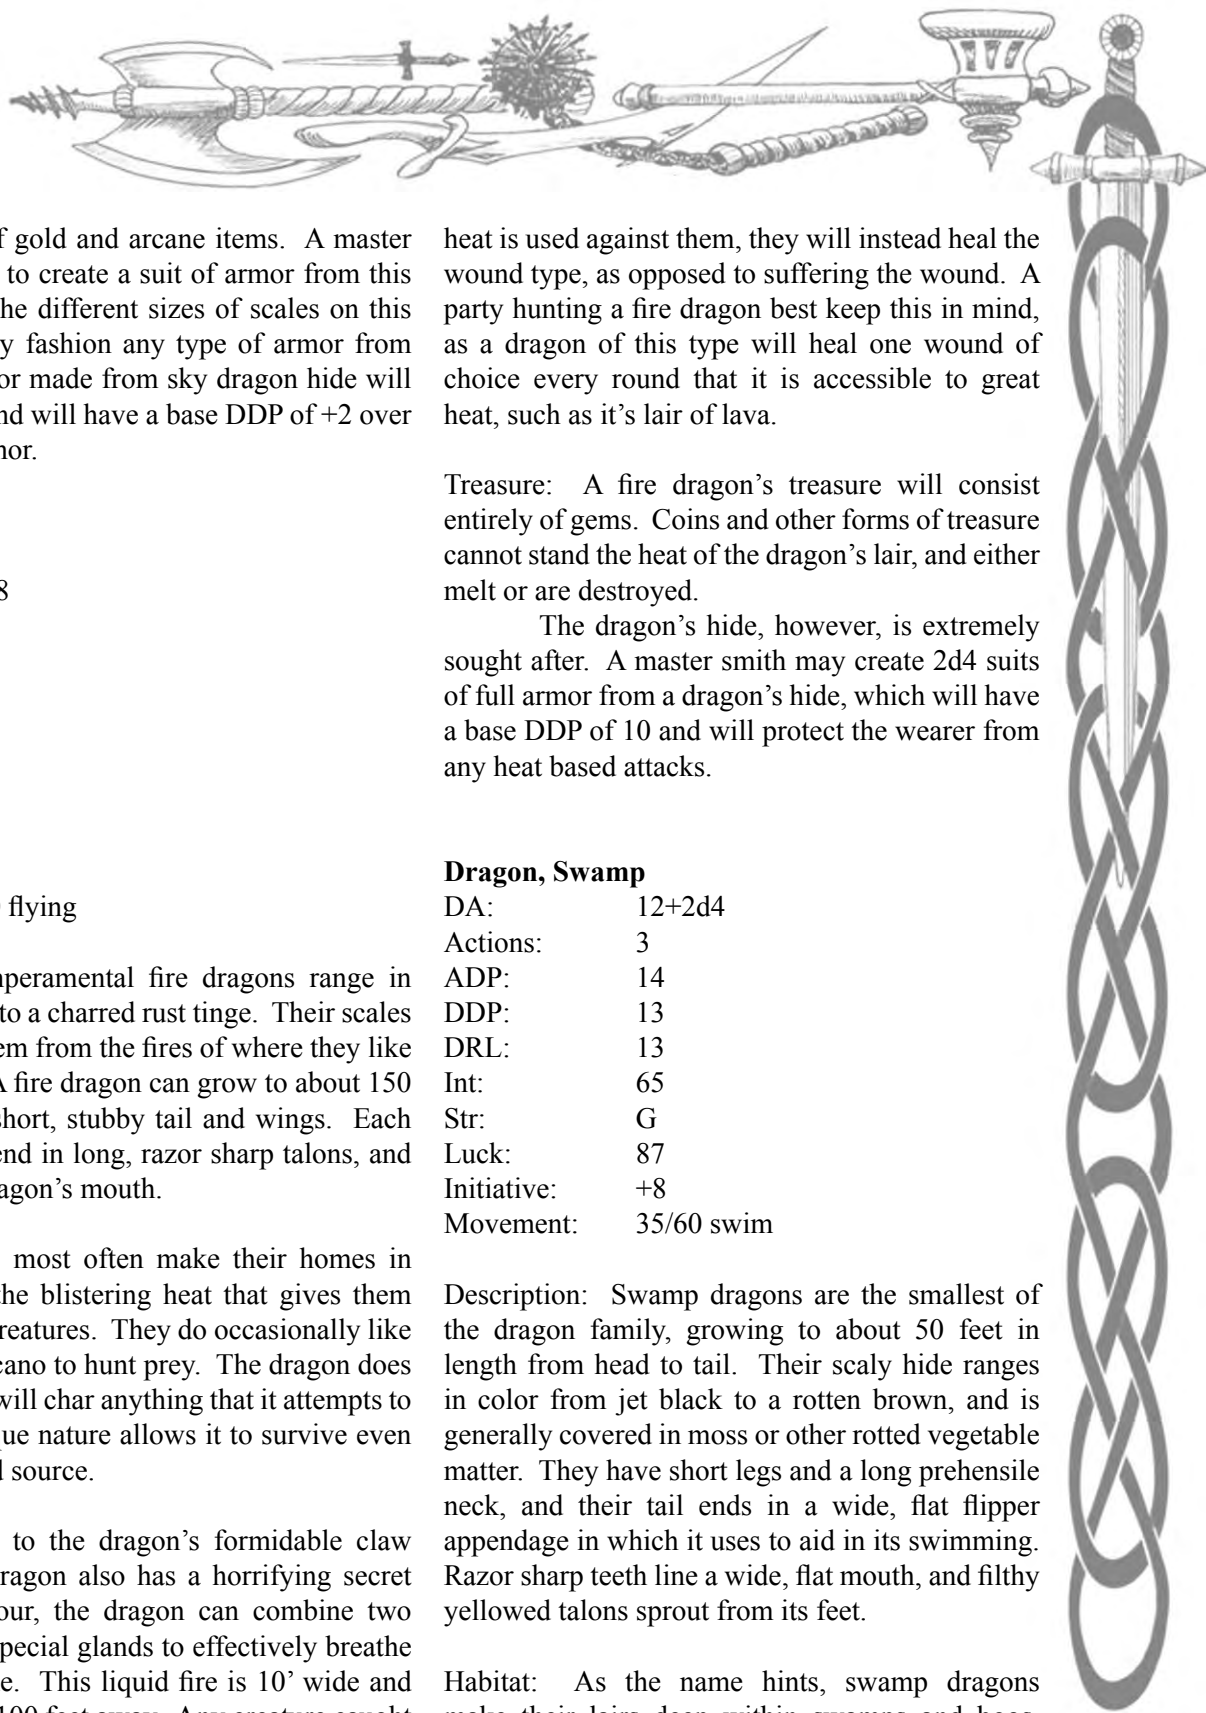 f gold and arcane items. A master
to create a suit of armor from this
he different sizes of scales on this
y fashion any type of armor from
or made from sky dragon hide will
nd will have a base DDP of +2 over
nor.
8
flying
nperamental fire dragons range in
to a charred rust tinge. Their scales
em from the fires of where they like
A fire dragon can grow to about 150
short, stubby tail and wings. Each
end in long, razor sharp talons, and
ragon’s mouth.
most often make their homes in
the blistering heat that gives them
reatures. They do occasionally like
cano to hunt prey. The dragon does
will char anything that it attempts to
que nature allows it to survive even
d source.
to the dragon’s formidable claw
ragon also has a horrifying secret
our, the dragon can combine two
special glands to effectively breathe
e. This liquid fire is 10’ wide and
100 feet away. Any creature caught
heat is used against them, they will instead heal the
wound type, as opposed to suffering the wound. A
party hunting a fire dragon best keep this in mind,
as a dragon of this type will heal one wound of
choice every round that it is accessible to great
heat, such as it’s lair of lava.
Treasure: A fire dragon’s treasure will consist
entirely of gems. Coins and other forms of treasure
cannot stand the heat of the dragon’s lair, and either
melt or are destroyed.
The dragon’s hide, however, is extremely
sought after. A master smith may create 2d4 suits
of full armor from a dragon’s hide, which will have
a base DDP of 10 and will protect the wearer from
any heat based attacks.
Dragon, Swamp
DA: 12+2d4
Actions: 3
ADP: 14
DDP: 13
DRL: 13
Int: 65
Str: G
Luck: 87
Initiative: +8
Movement: 35/60 swim
Description: Swamp dragons are the smallest of
the dragon family, growing to about 50 feet in
length from head to tail. Their scaly hide ranges
in color from jet black to a rotten brown, and is
generally covered in moss or other rotted vegetable
matter. They have short legs and a long prehensile
neck, and their tail ends in a wide, flat flipper
appendage in which it uses to aid in its swimming.
Razor sharp teeth line a wide, flat mouth, and filthy
yellowed talons sprout from its feet.
Habitat: As the name hints, swamp dragons
make their lairs deep within swamps and bogs,